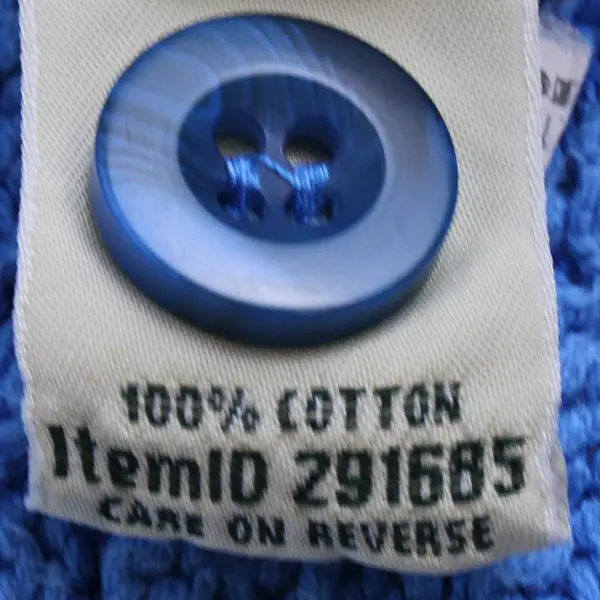 100% COTTON
ItemID 291685
CARE ON REVERSE